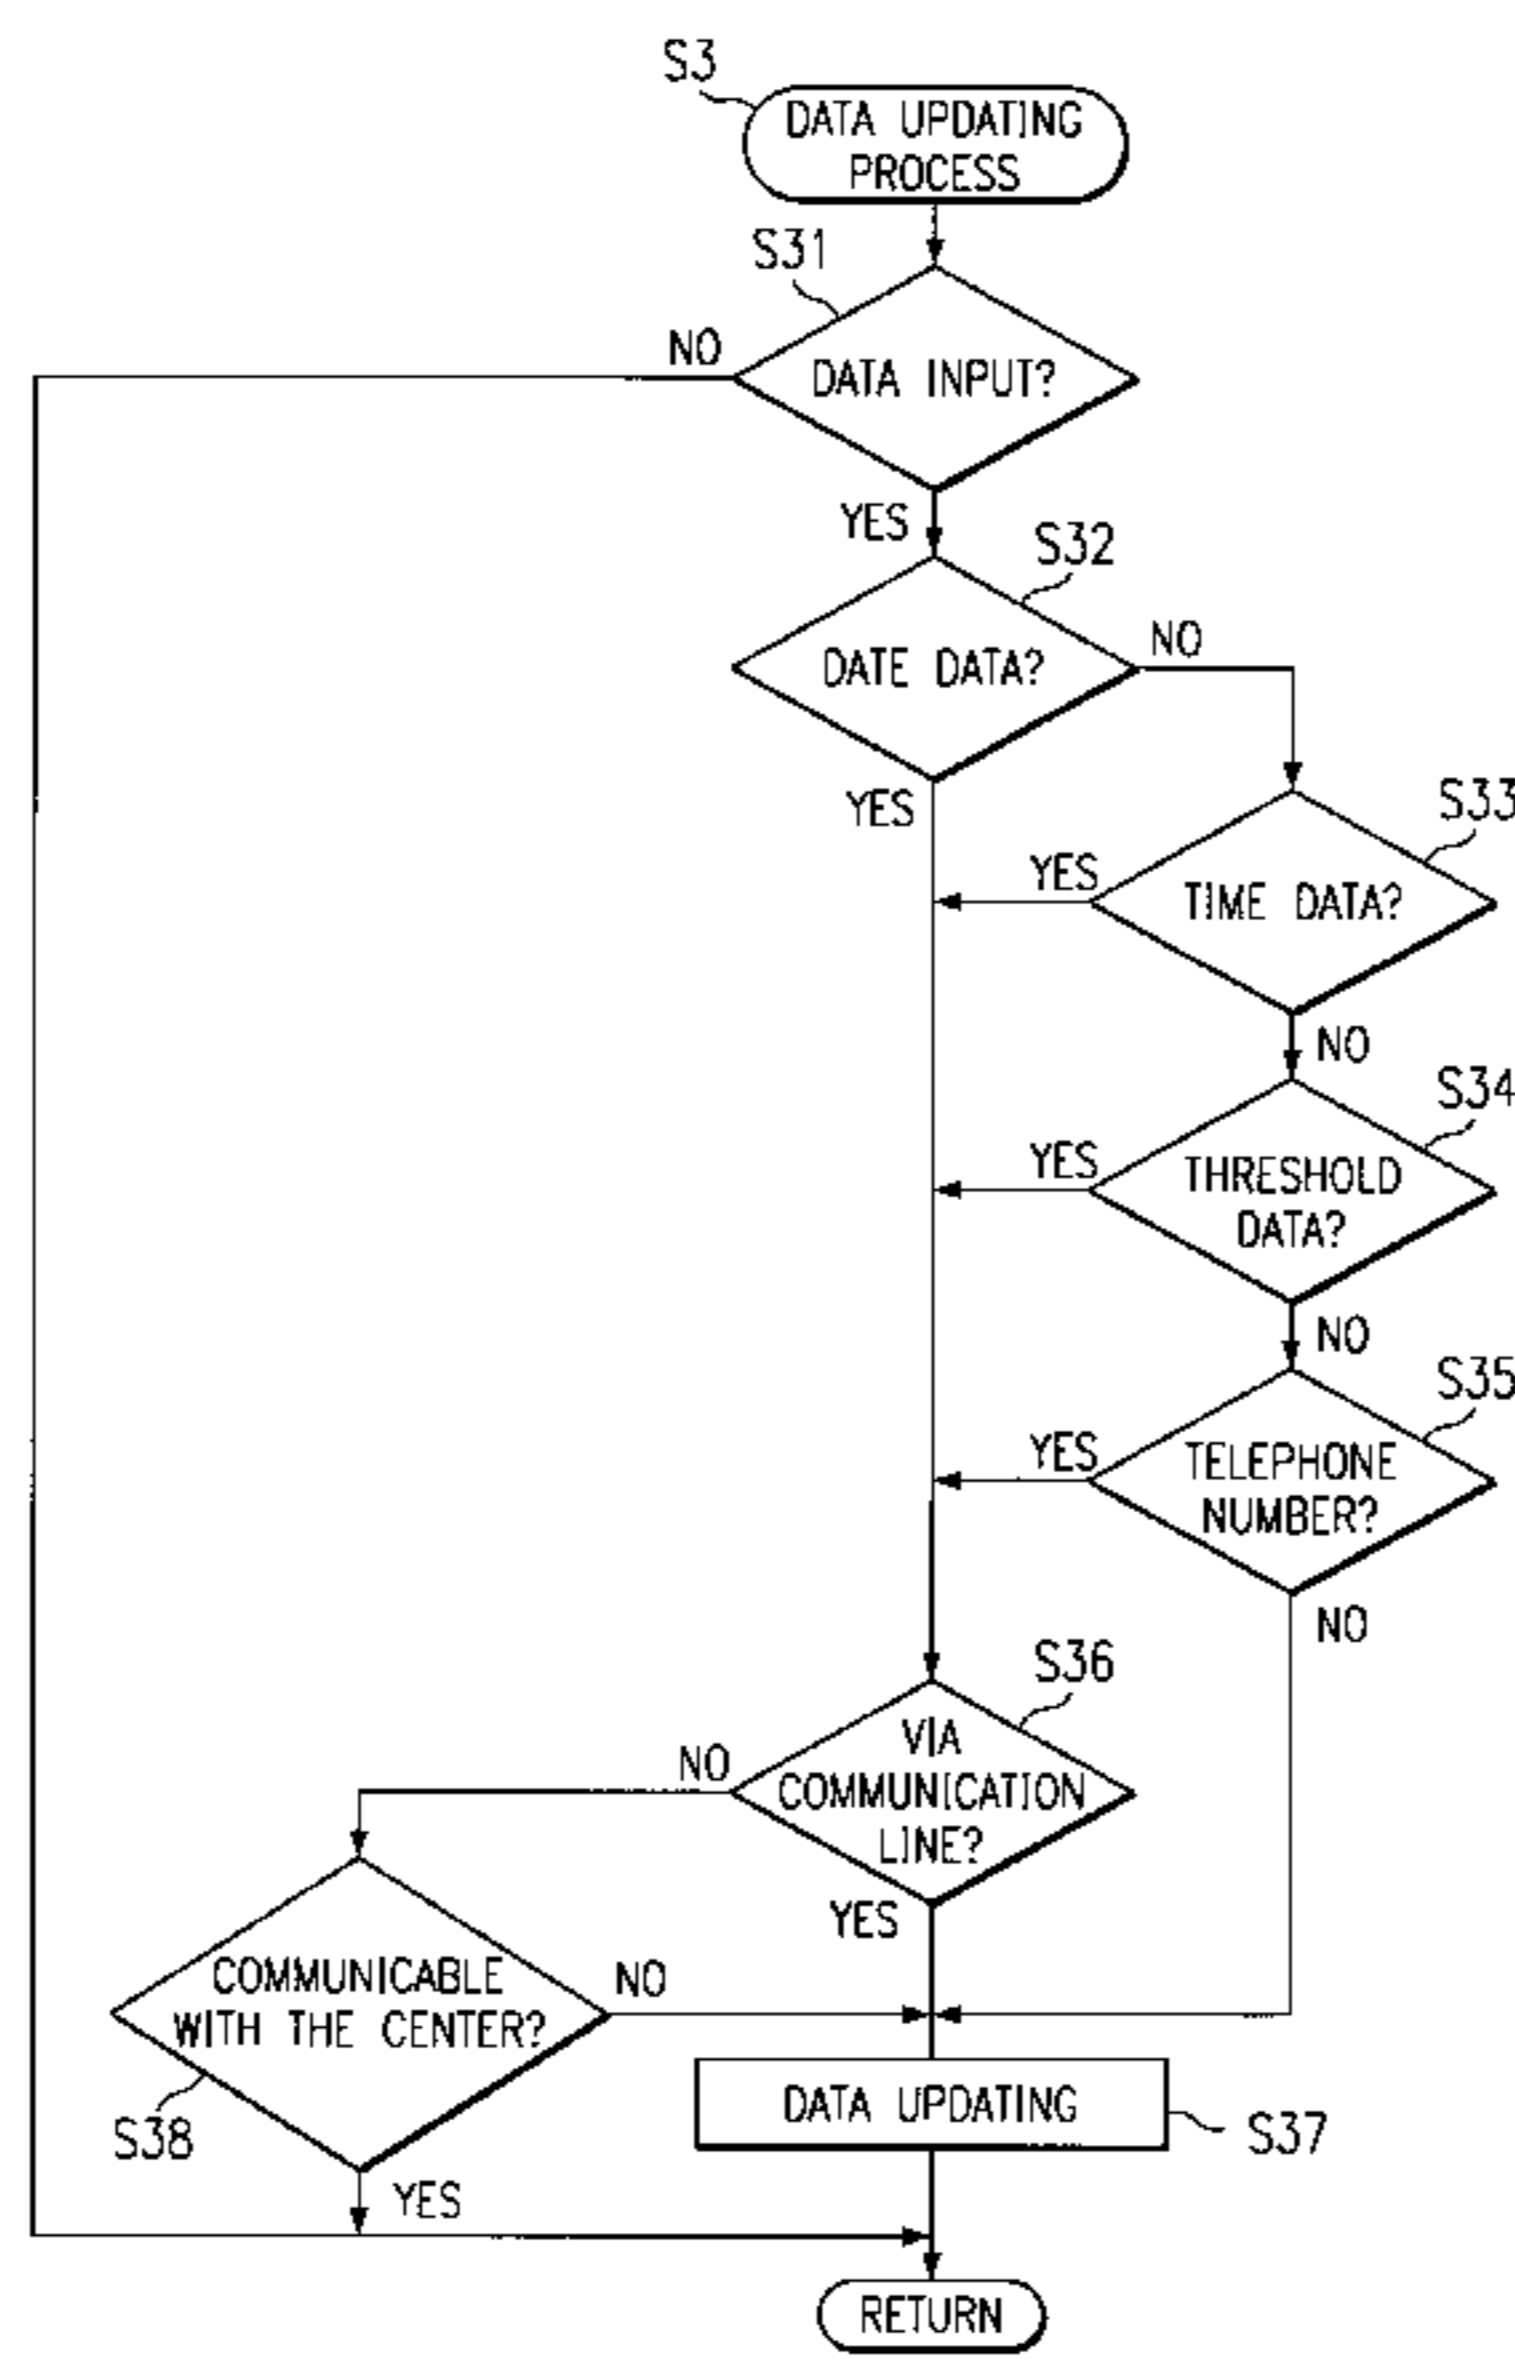 S3
DATA UPDATING
PROCESS
S31
NO
DATA INPUT?
YES
S32
DATE DATA?
NO
YES
S33
YES
TIME DATA?
NO
S34
YES
THRESHOLD
DATA?
NO
S35
YES
TELEPHONE
NUMBER?
NO
S36
VIA
COMMUNICATION
LINE?
NO
YES
COMMUNICABLE
WITH THE CENTER?
NO
S38
YES
DATA UPDATING
S37
RETURN